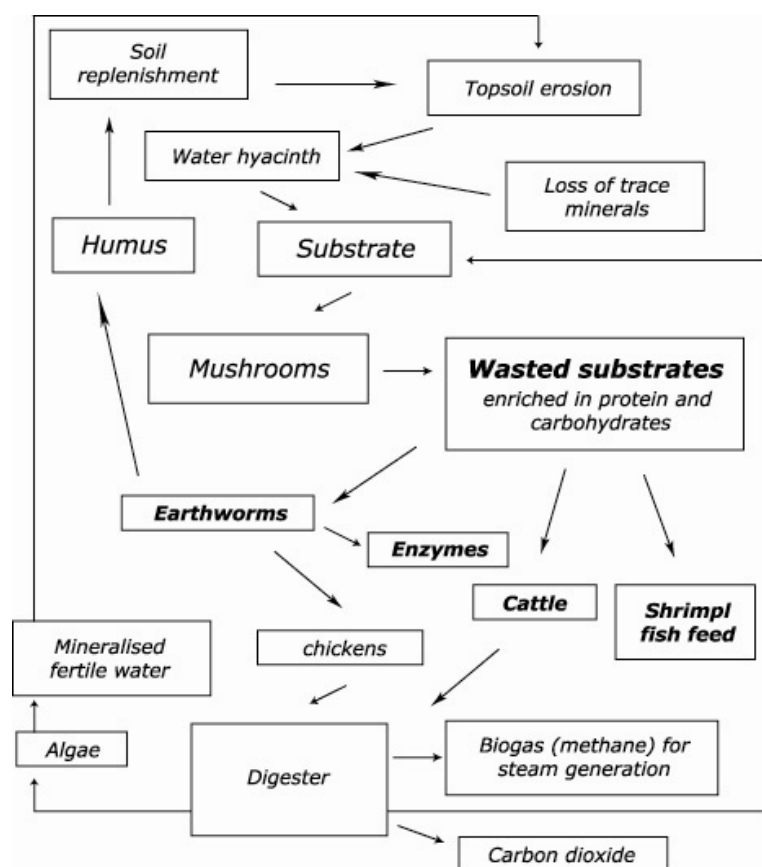 Soil
replenishment
Topsoil erosion
Water hyacinth
Loss of trace
minerals
Humus
Substrate
Mushrooms
Wasted substrates
enriched in protein and
carbohydrates
Earthworms
Enzymes
Cattle
Shrimpl
fish feed
Mineralised
fertile water
chickens
Algae
Digester
Biogas (methane) for
steam generation
Carbon dioxide